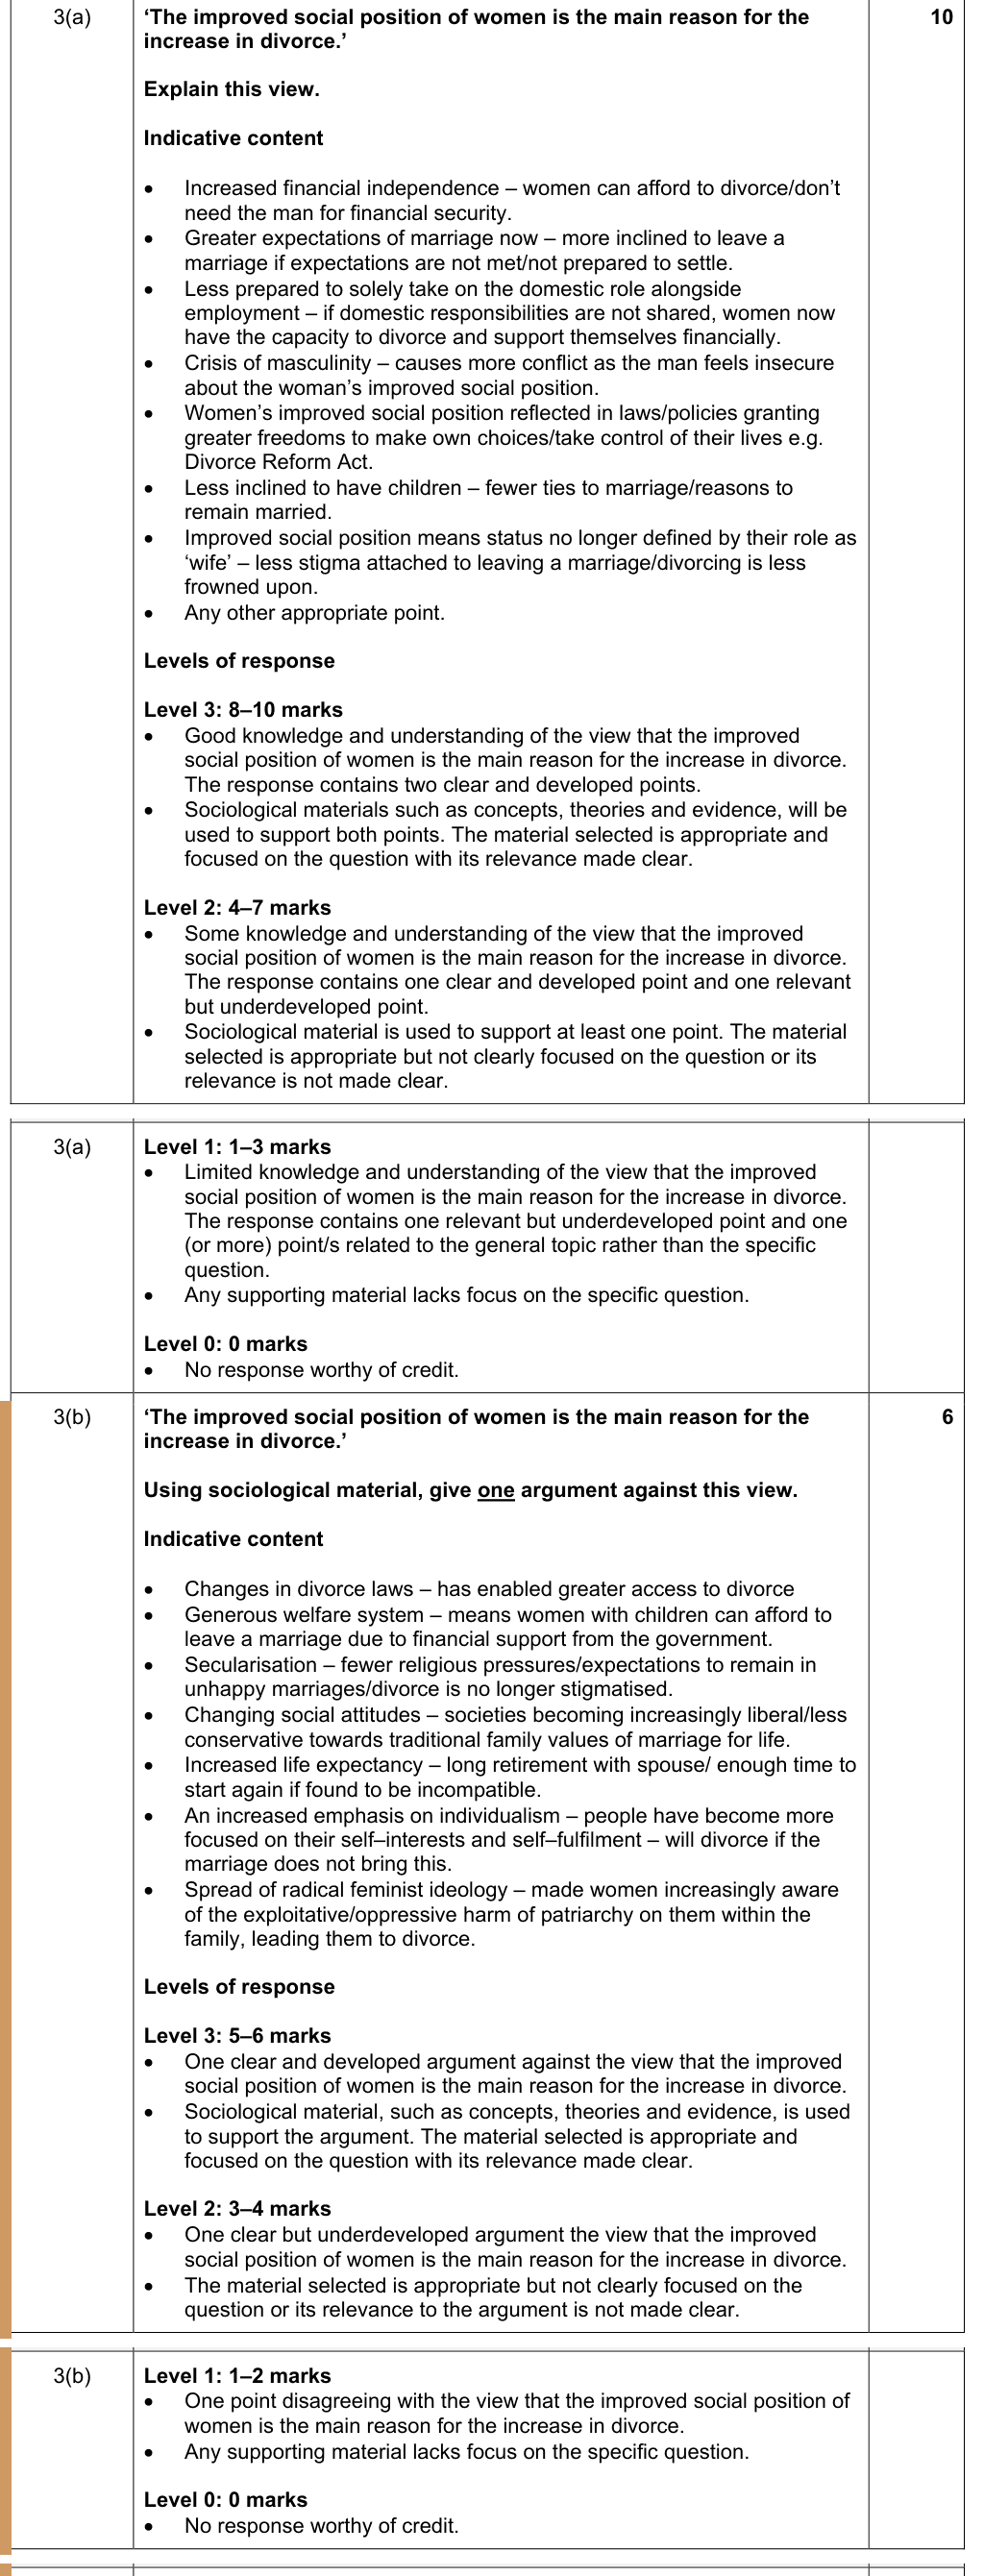 3(a)
‘The improved social position of women is the main reason for the
increase in divorce.’
10
Explain this view.
Indicative content
• Increased financial independence – women can afford to divorce/don’t
need the man for financial security.
• Greater expectations of marriage now – more inclined to leave a
marriage if expectations are not met/not prepared to settle.
• Less prepared to solely take on the domestic role alongside
employment – if domestic responsibilities are not shared, women now
have the capacity to divorce and support themselves financially.
• Crisis of masculinity – causes more conflict as the man feels insecure
about the woman’s improved social position.
• Women’s improved social position reflected in laws/policies granting
greater freedoms to make own choices/take control of their lives e.g.
Divorce Reform Act.
• Less inclined to have children – fewer ties to marriage/reasons to
remain married.
• Improved social position means status no longer defined by their role as
‘wife’ – less stigma attached to leaving a marriage/divorcing is less
frowned upon.
• Any other appropriate point.
Levels of response
Level 3: 8–10 marks
• Good knowledge and understanding of the view that the improved
social position of women is the main reason for the increase in divorce.
The response contains two clear and developed points.
• Sociological materials such as concepts, theories and evidence, will be
used to support both points. The material selected is appropriate and
focused on the question with its relevance made clear.
Level 2: 4–7 marks
• Some knowledge and understanding of the view that the improved
social position of women is the main reason for the increase in divorce.
The response contains one clear and developed point and one relevant
but underdeveloped point.
• Sociological material is used to support at least one point. The material
selected is appropriate but not clearly focused on the question or its
relevance is not made clear.
3(a)
Level 1: 1–3 marks
• Limited knowledge and understanding of the view that the improved
social position of women is the main reason for the increase in divorce.
The response contains one relevant but underdeveloped point and one
(or more) point/s related to the general topic rather than the specific
question.
• Any supporting material lacks focus on the specific question.
Level 0: 0 marks
• No response worthy of credit.
3(b)
‘The improved social position of women is the main reason for the
increase in divorce.’
6
Using sociological material, give one argument against this view.
Indicative content
• Changes in divorce laws – has enabled greater access to divorce
• Generous welfare system – means women with children can afford to
leave a marriage due to financial support from the government.
• Secularisation – fewer religious pressures/expectations to remain in
unhappy marriages/divorce is no longer stigmatised.
• Changing social attitudes – societies becoming increasingly liberal/less
conservative towards traditional family values of marriage for life.
• Increased life expectancy – long retirement with spouse/ enough time to
start again if found to be incompatible.
• An increased emphasis on individualism – people have become more
focused on their self–interests and self–fulfilment – will divorce if the
marriage does not bring this.
• Spread of radical feminist ideology – made women increasingly aware
of the exploitative/oppressive harm of patriarchy on them within the
family, leading them to divorce.
Levels of response
Level 3: 5–6 marks
• One clear and developed argument against the view that the improved
social position of women is the main reason for the increase in divorce.
• Sociological material, such as concepts, theories and evidence, is used
to support the argument. The material selected is appropriate and
focused on the question with its relevance made clear.
Level 2: 3–4 marks
• One clear but underdeveloped argument the view that the improved
social position of women is the main reason for the increase in divorce.
• The material selected is appropriate but not clearly focused on the
question or its relevance to the argument is not made clear.
3(b)
Level 1: 1–2 marks
• One point disagreeing with the view that the improved social position of
women is the main reason for the increase in divorce.
• Any supporting material lacks focus on the specific question.
Level 0: 0 marks
• No response worthy of credit.